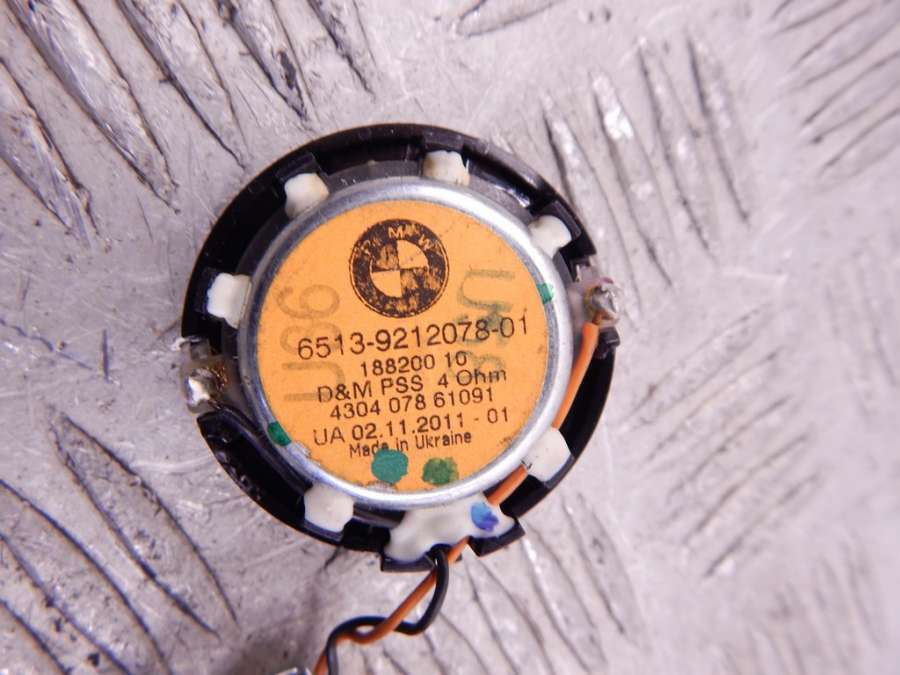 BMW
6513-9212078-01
188200 10
D&M PSS 4 Ohm
4304 078 61091
UA 02.11.2011 - 01
Made in Ukraine